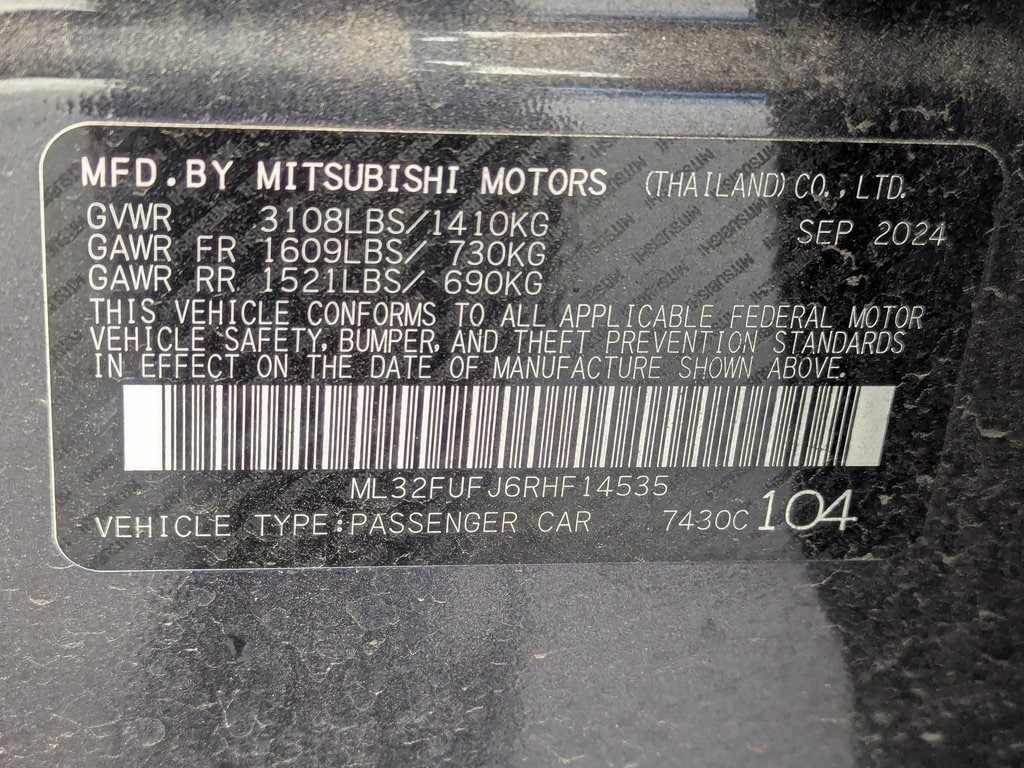 MFD.BY MITSUBISHI MOTORS (THAILAND) CO., LTD.
GVWR 3108LBS/1410KG SEP 2024
GAWR FR 1609LBS/ 730KG
GAWR RR 1521LBS/ 690KG
THIS VEHICLE CONFORMS TO ALL APPLICABLE FEDERAL MOTOR
VEHICLE SAFETY, BUMPER, AND THEFT PREVENTION STANDARDS
IN EFFECT ON THE DATE OF MANUFACTURE SHOWN ABOVE.
ML32FUFJ6RHF14535
VEHICLE TYPE:PASSENGER CAR 7430C 104